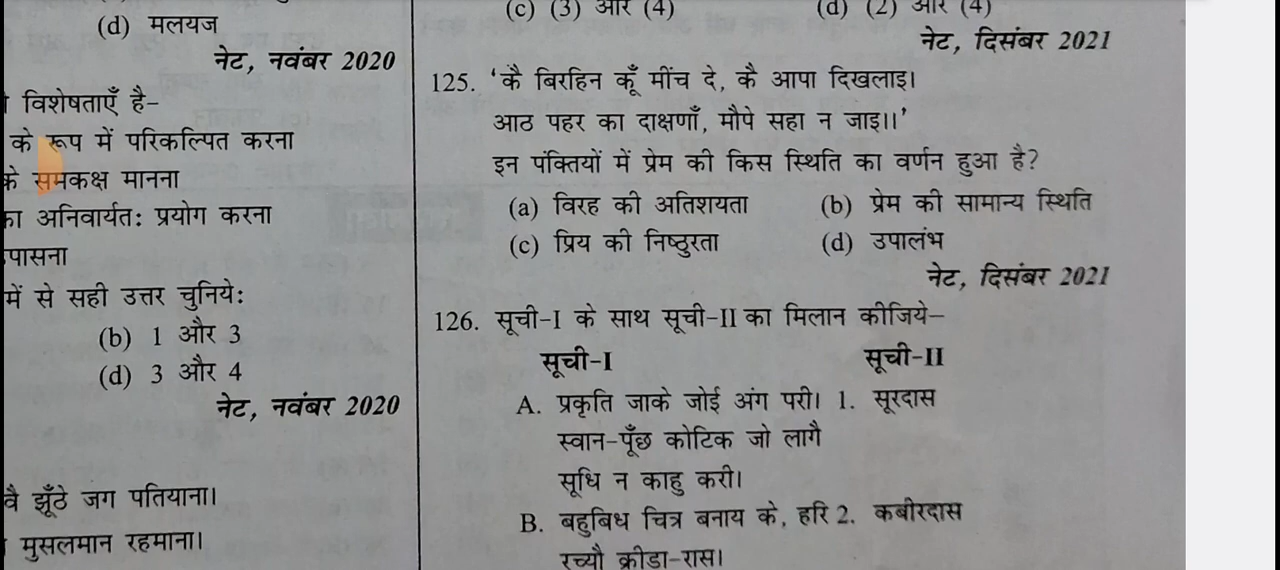 (d) मलयज
नेट, नवंबर 2020
विशेषताएँ है–
के रूप में परिकल्पित करना
के समकक्ष मानना
का अनिवार्यतः प्रयोग करना
में से सही उत्तर चुनिये:
(b) 1 और 3
(d) 3 और 4
नेट, नवंबर 2020
झूँठे जग पतियाना।
मुसलमान रहमाना।
(c) (3) और (4) (d) (2) और (4)
नेट, दिसंबर 2021
125. ‘कै बिरहिन कूँ मींच दे, कै आपा दिखलाइ।
आठ पहर का दाक्षणाँ, मौपे सहा न जाइ।।’
इन पंक्तियों में प्रेम की किस स्थिति का वर्णन हुआ है?
(a) विरह की अतिशयता (b) प्रेम की सामान्य स्थिति
(c) प्रिय की निष्ठुरता (d) उपालंभ
नेट, दिसंबर 2021
126. सूची-I के साथ सूची-II का मिलान कीजिये–
सूची-I सूची-II
A. प्रकृति जाके जोई अंग परी। 1. सूरदास
स्वान-पूँछ कोटिक जो लागै
सूधि न काहु करी।
B. बहुबिध चित्र बनाय के, हरि 2. कबीरदास
रच्यौ क्रीडा-रास।